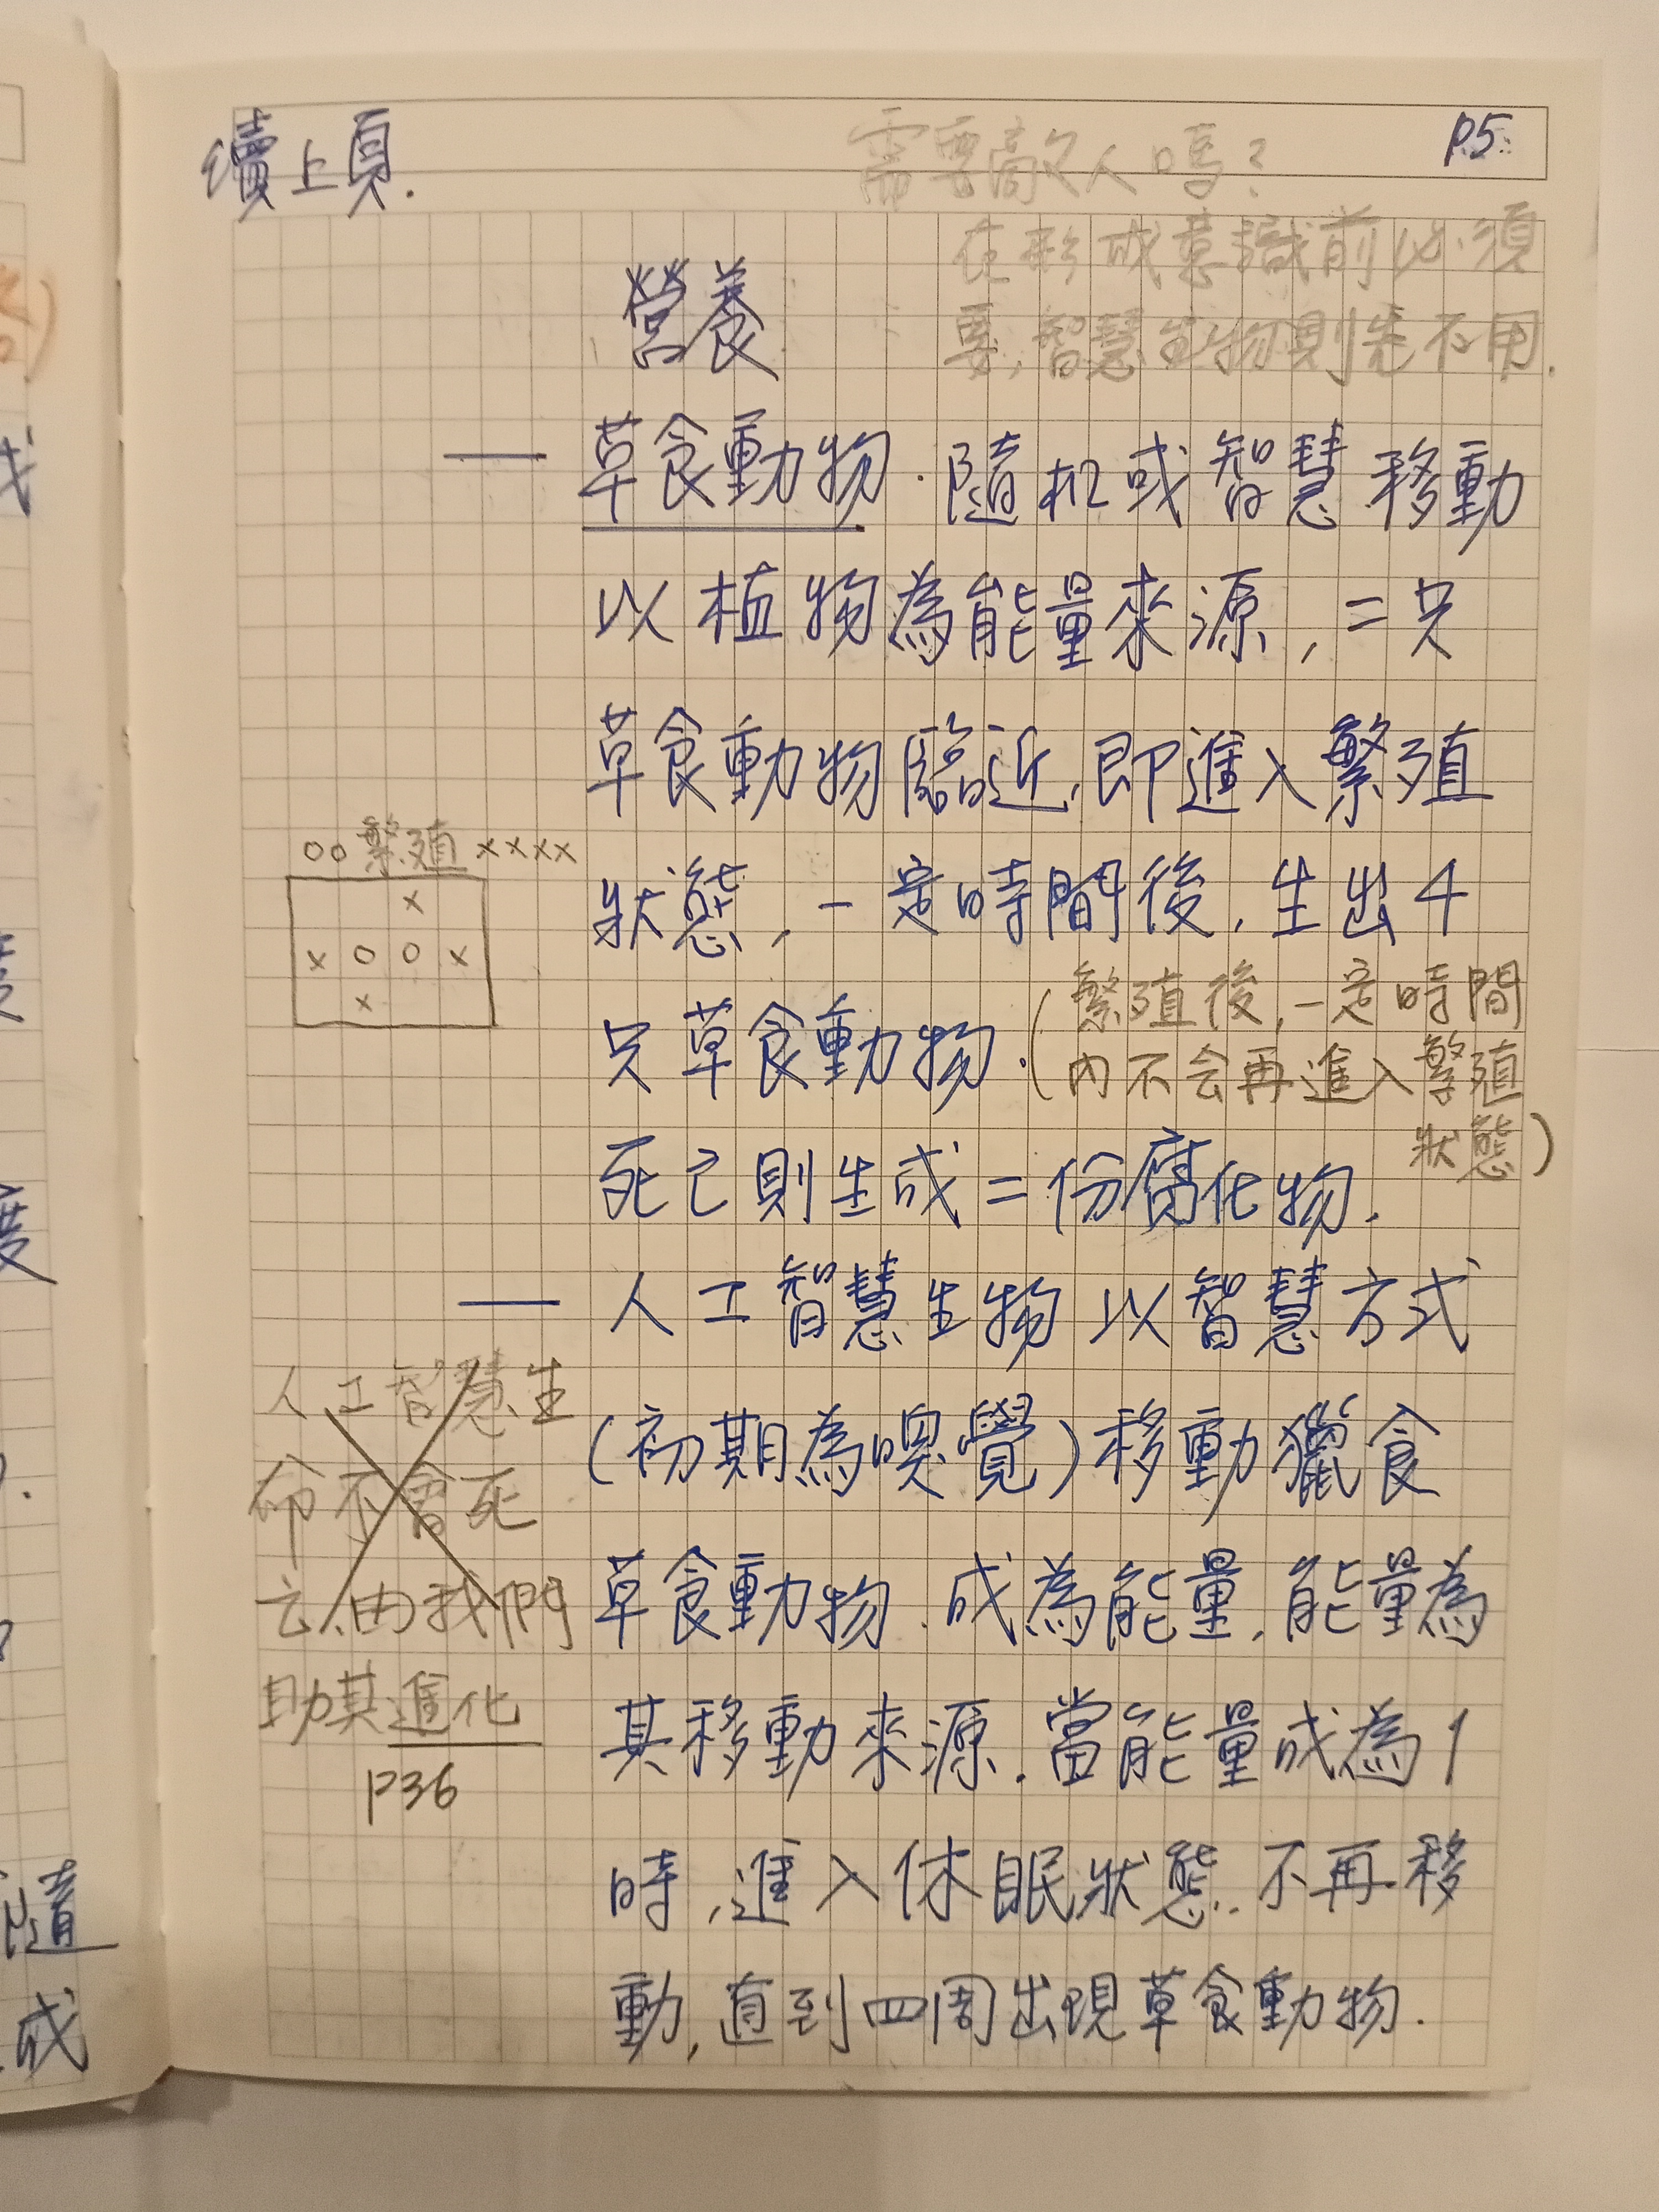 續上頁.
P5
需要敵人嗎?
在形成意識前必須
要,智慧生物則先不用.
營養
— 草食動物.隨机或智慧移動
以植物為能量來源,二只
草食動物臨近,即進入繁殖
oo繁殖xxxx
狀態,一定時間後,生出4
x
x o o x
x
只草食動物.(繁殖後,一定時間
內不会再進入繁殖
狀態)
死亡則生成二份腐化物.
— 人工智慧生物以智慧方式
(初期為嗅覺)移動獵食
草食動物.成為能量,能量為
其移動來源.當能量成為1
時,進入休眠狀態.不再移
動,直到四周出現草食動物.
人工智慧生
命不會死
亡.由我們
助其進化
P36